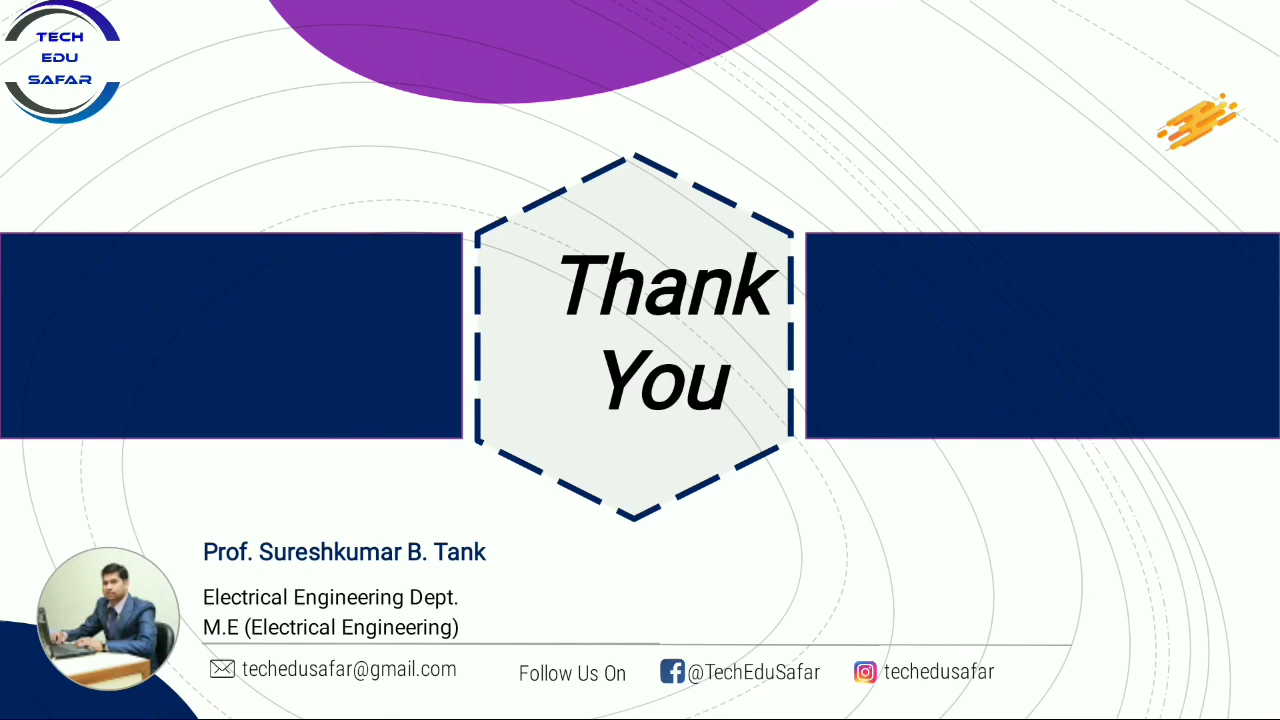 TECH
EDU
SAFAR
Thank
You
Prof. Sureshkumar B. Tank
Electrical Engineering Dept.
M.E (Electrical Engineering)
techedusafar@gmail.com
Follow Us On
@TechEduSafar
techedusafar